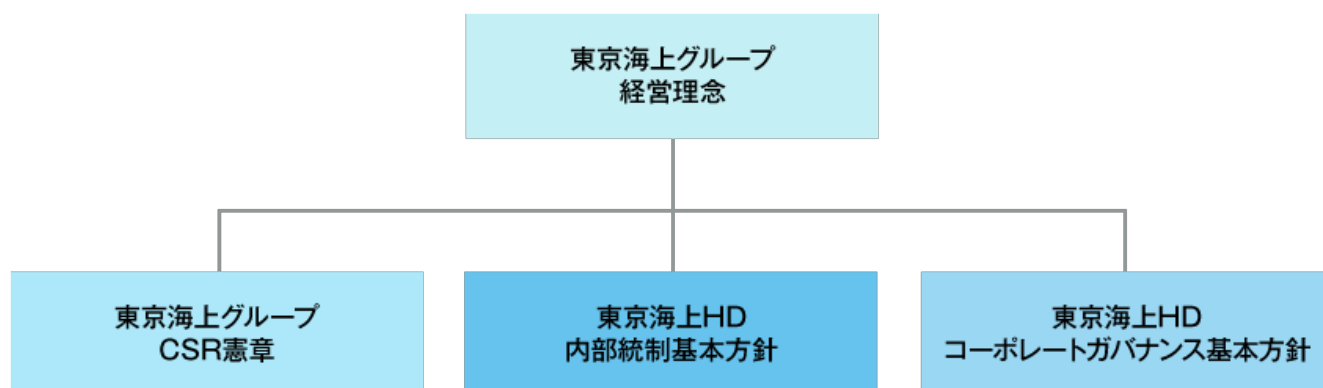 東京海上グループ
経営理念
東京海上グループ
CSR憲章
東京海上HD
内部統制基本方針
東京海上HD
コーポレートガバナンス基本方針